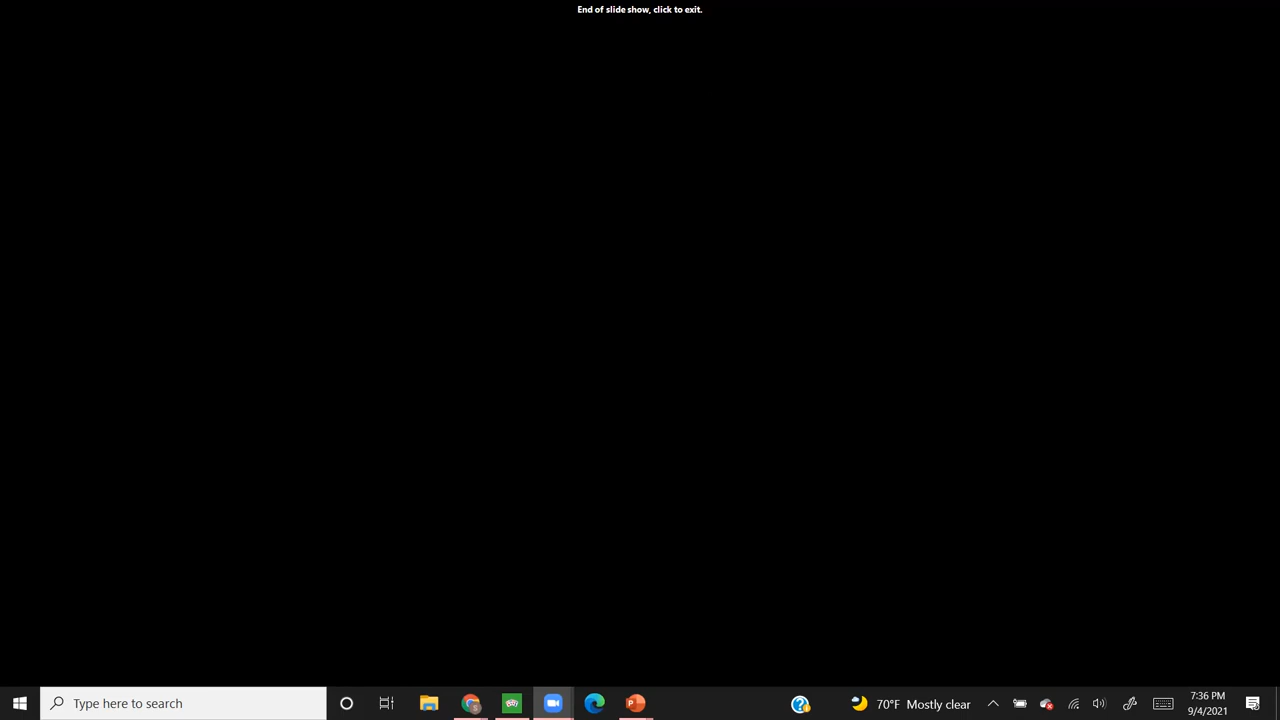 End of slide show, click to exit.
Type here to search
70°F Mostly clear
7:36 PM
9/4/2021